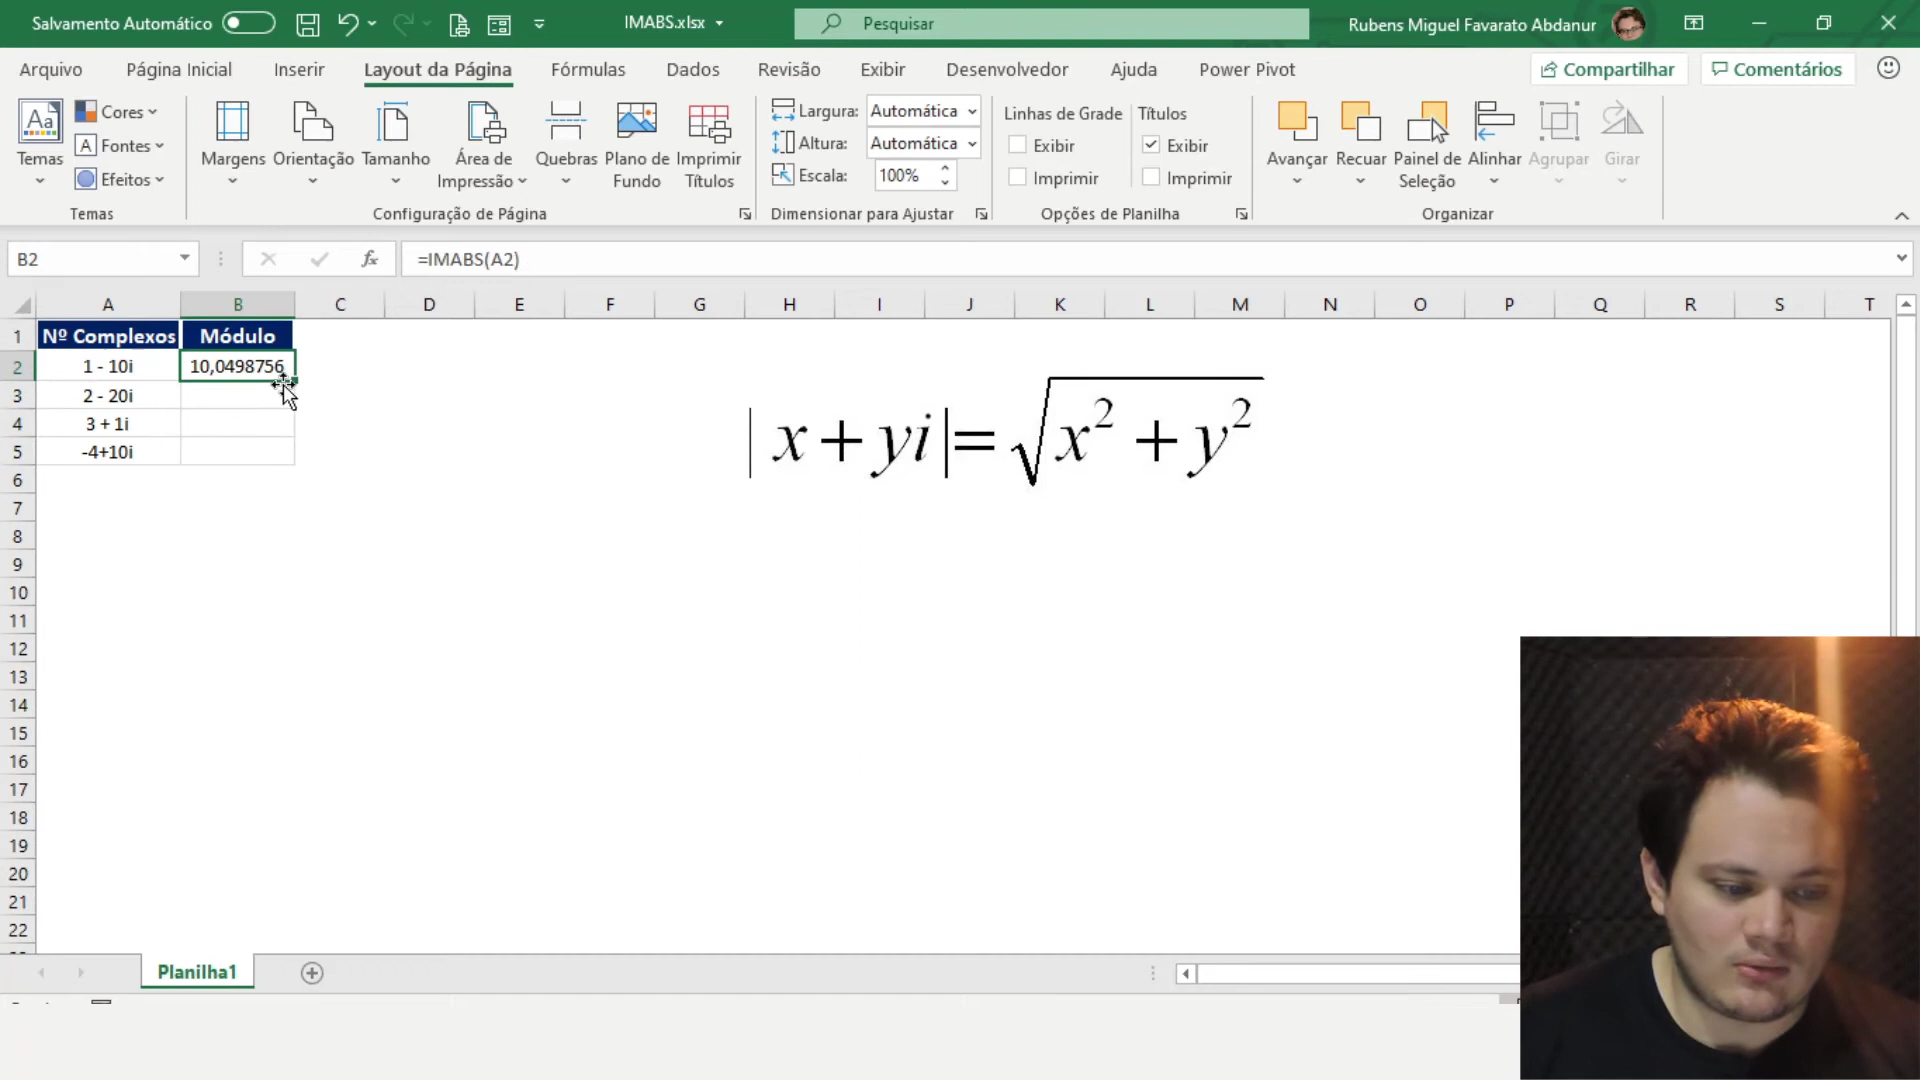 Salvamento Automático
IMABS.xlsx
Pesquisar
Rubens Miguel Favarato Abdanur
Arquivo Página Inicial Inserir Layout da Página Fórmulas Dados Revisão Exibir Desenvolvedor Ajuda Power Pivot
Compartilhar Comentários
Aa
Temas
Cores
A Fontes
Efeitos
Temas
Margens Orientação Tamanho Área de Impressão Quebras Plano de Fundo Imprimir Títulos
Configuração de Página
Largura: Automática
Altura: Automática
Escala: 100%
Dimensionar para Ajustar
Linhas de Grade Títulos
Exibir Exibir
Imprimir Imprimir
Opções de Planilha
Avançar Recuar Painel de Seleção Alinhar Agrupar Girar
Organizar
B2 fx =IMABS(A2)
A B C D E F G H I J K L M N O P Q R S T
1 Nº Complexos Módulo
2 1 - 10i 10,0498756
3 2 - 20i
4 3 + 1i
5 -4+10i
6
7
8
9
10
11
12
13
14
15
16
17
18
19
20
21
22
| x + yi |= √x² + y²
Planilha1